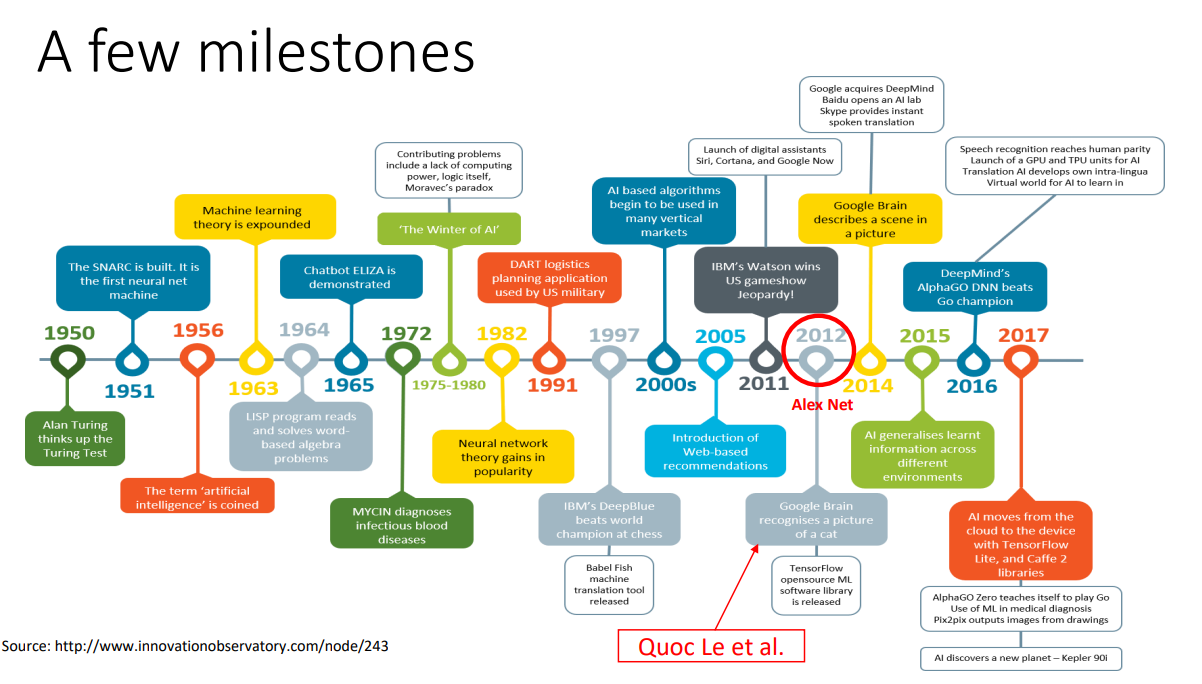 A few milestones
Google acquires DeepMind
Baidu opens an AI lab
Skype provides instant
spoken translation
Contributing problems
include a lack of computing
power, logic itself,
Moravec's paradox
Launch of digital assistants
Siri, Cortana, and Google Now
Speech recognition reaches human parity
Launch of a GPU and TPU units for AI
Translation AI develops own intra-lingua
Virtual world for AI to learn in
Machine learning
theory is expounded
'The Winter of AI'
AI based algorithms
begin to be used in
many vertical
markets
Google Brain
describes a scene in
a picture
The SNARC is built. It is
the first neural net
machine
Chatbot ELIZA is
demonstrated
DART logistics
planning application
used by US military
IBM's Watson wins
US gameshow
Jeopardy!
DeepMind's
AlphaGO DNN beats
Go champion
1950
1956
1964
1972
1982
1997
2005
2012
2015
2017
1951
1963
1965
1975-1980
1991
2000s
2011
2014
2016
Alex Net
Alan Turing
thinks up the
Turing Test
The term 'artificial
intelligence' is coined
LISP program reads
and solves word-
based algebra
problems
MYCIN diagnoses
infectious blood
diseases
Neural network
theory gains in
popularity
IBM's DeepBlue
beats world
champion at chess
Babel Fish
machine
translation tool
released
Introduction of
Web-based
recommendations
Google Brain
recognises a picture
of a cat
TensorFlow
opensource ML
software library
is released
AI generalises learnt
information across
different
environments
AI moves from the
cloud to the device
with TensorFlow
Lite, and Caffe 2
libraries
AlphaGO Zero teaches itself to play Go
Use of ML in medical diagnosis
Pix2pix outputs images from drawings
AI discovers a new planet – Kepler 90i
Quoc Le et al.
Source: http://www.innovationobservatory.com/node/243